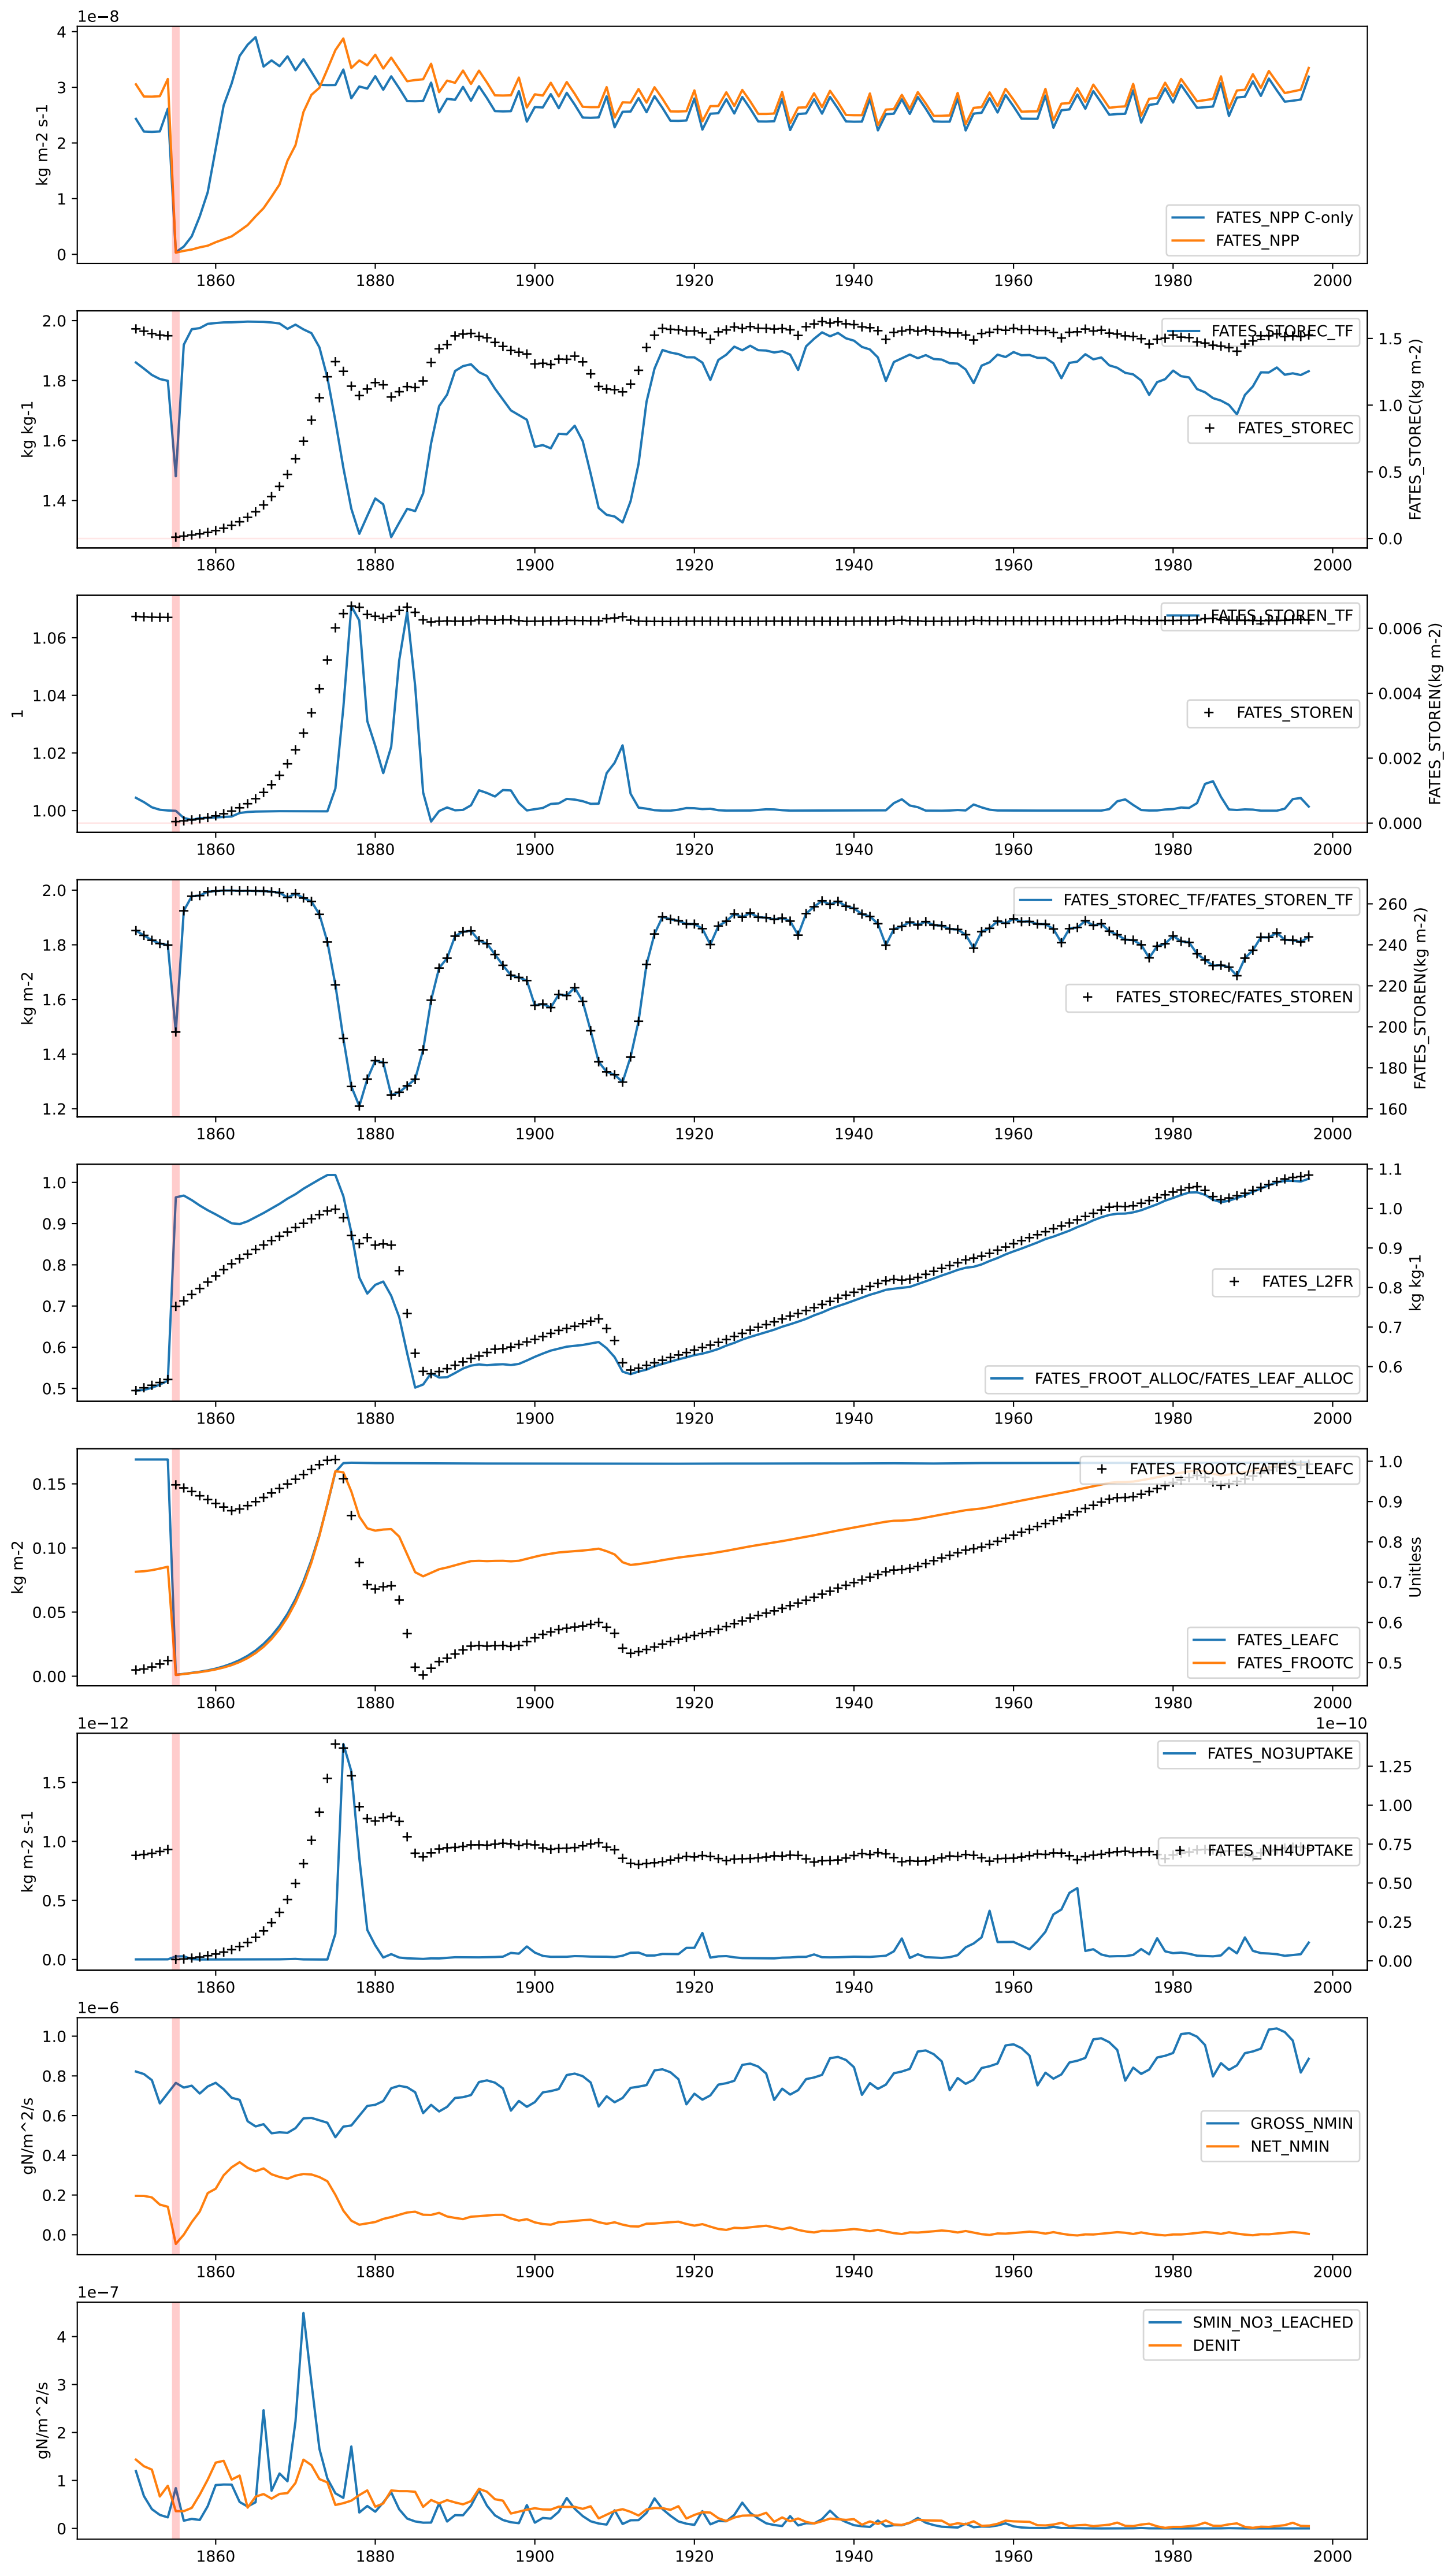 1e−8
4
3
2
1
0
kg m-2 s-1
FATES_NPP C-only
FATES_NPP
1860 1880 1900 1920 1940 1960 1980 2000
2.0
1.8
1.6
1.4
kg kg-1
FATES_STOREC_TF
FATES_STOREC
1.5
1.0
0.5
0.0
FATES_STOREC(kg m-2)
1860 1880 1900 1920 1940 1960 1980 2000
1.06
1.04
1.02
1.00
1
FATES_STOREN_TF
FATES_STOREN
0.006
0.004
0.002
0.000
FATES_STOREN(kg m-2)
1860 1880 1900 1920 1940 1960 1980 2000
2.0
1.8
1.6
1.4
1.2
kg m-2
FATES_STOREC_TF/FATES_STOREN_TF
FATES_STOREC/FATES_STOREN
260
240
220
200
180
160
FATES_STOREN(kg m-2)
1860 1880 1900 1920 1940 1960 1980 2000
1.0
0.9
0.8
0.7
0.6
0.5
FATES_L2FR
FATES_FROOT_ALLOC/FATES_LEAF_ALLOC
1.1
1.0
0.9
0.8
0.7
0.6
kg kg-1
1860 1880 1900 1920 1940 1960 1980 2000
0.15
0.10
0.05
0.00
kg m-2
FATES_FROOTC/FATES_LEAFC
FATES_LEAFC
FATES_FROOTC
1.0
0.9
0.8
0.7
0.6
0.5
Unitless
1860 1880 1900 1920 1940 1960 1980 2000
1e−12
1e−10
1.5
1.0
0.5
0.0
kg m-2 s-1
FATES_NO3UPTAKE
FATES_NH4UPTAKE
1.25
1.00
0.75
0.50
0.25
0.00
1860 1880 1900 1920 1940 1960 1980 2000
1e−6
1.0
0.8
0.6
0.4
0.2
0.0
gN/m^2/s
GROSS_NMIN
NET_NMIN
1860 1880 1900 1920 1940 1960 1980 2000
1e−7
4
3
2
1
0
gN/m^2/s
SMIN_NO3_LEACHED
DENIT
1860 1880 1900 1920 1940 1960 1980 2000